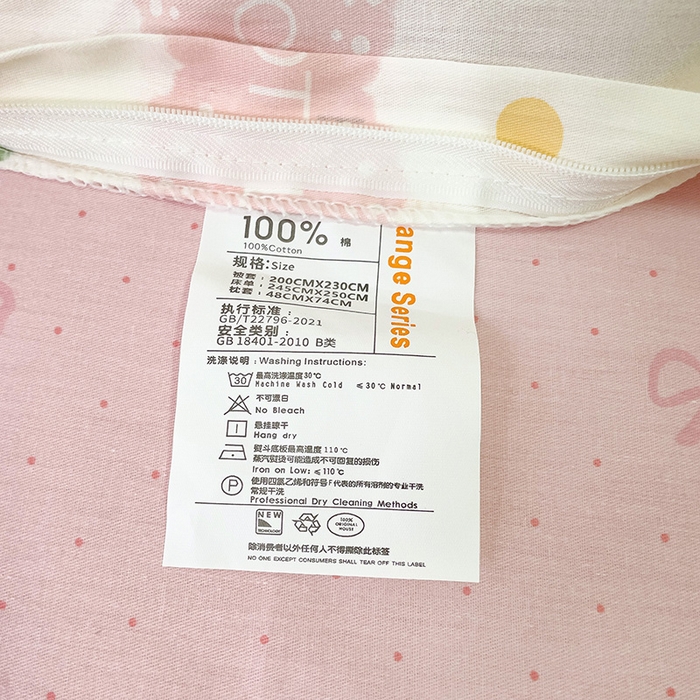 100% 棉
100%Cotton
规格:Size
被套: 200CMX230CM
床单: 245CMX250CM
枕套: 48CMX74CM
执行标准:
GB/T22796-2021
安全类别:
GB 18401-2010 B类
ange Series
洗涤说明: Washing Instructions:
30
最高洗涤温度30℃
Machine Wash Cold ≤30℃ Normal
不可漂白
No Bleach
悬挂晾干
Hang dry
熨斗底板最高温度110℃
蒸汽熨烫可能造成不可回复的损伤
Iron on Low: ≤110℃
P
使用四氯乙烯和符号F代表的所有溶剂的专业干洗
常规干洗
Professional Dry Cleaning Methods
NEW
100%
ORIGINAL
除消费者以外任何人不得撕除此标签
NO ONE EXCEPT CONSUMERS SHALL TEAR OFF THIS LABEL